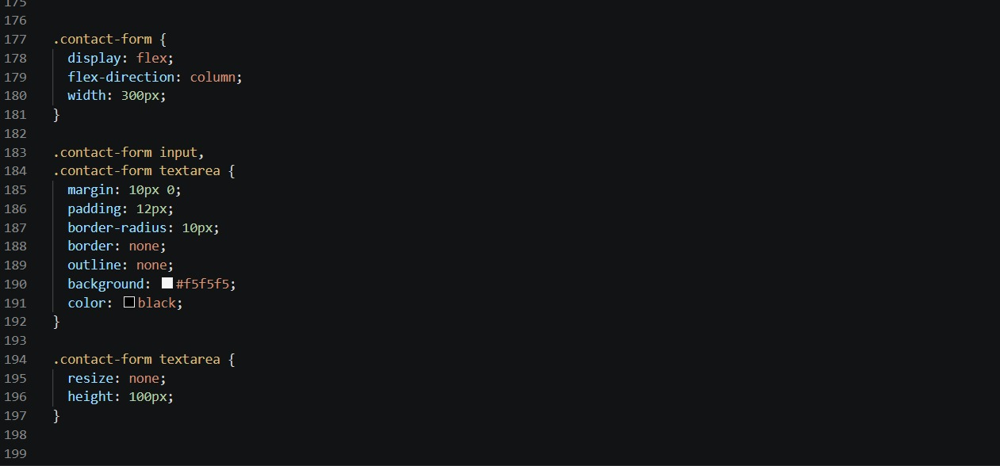 175
176
177 .contact-form {
178   display: flex;
179   flex-direction: column;
180   width: 300px;
181 }
182
183 .contact-form input,
184 .contact-form textarea {
185   margin: 10px 0;
186   padding: 12px;
187   border-radius: 10px;
188   border: none;
189   outline: none;
190   background: #f5f5f5;
191   color: black;
192 }
193
194 .contact-form textarea {
195   resize: none;
196   height: 100px;
197 }
198
199